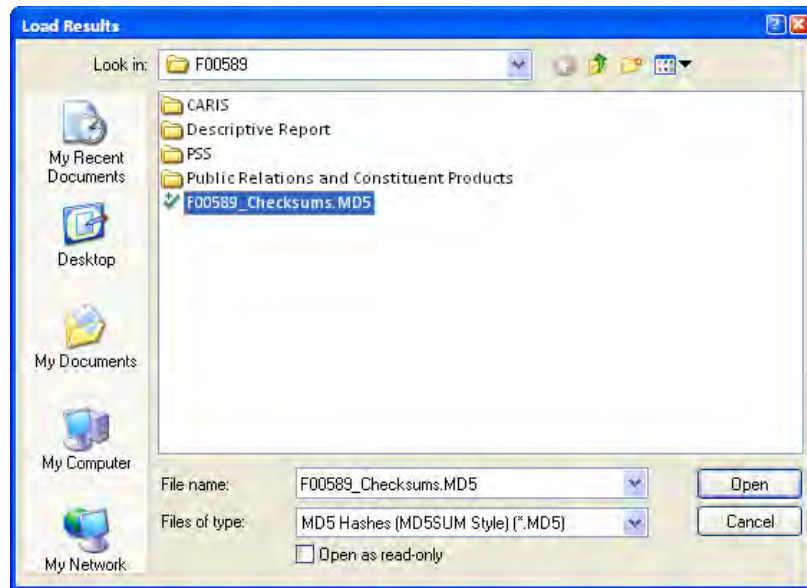 Load Results
Look in:
F00589
My Recent
Documents
Desktop
My Documents
My Computer
My Network
CARIS
Descriptive Report
PSS
Public Relations and Constituent Products
F00589_Checksums.MD5
File name:
F00589_Checksums.MD5
Open
Files of type:
MD5 Hashes (MD5SUM Style) (*.MD5)
Cancel
Open as read-only